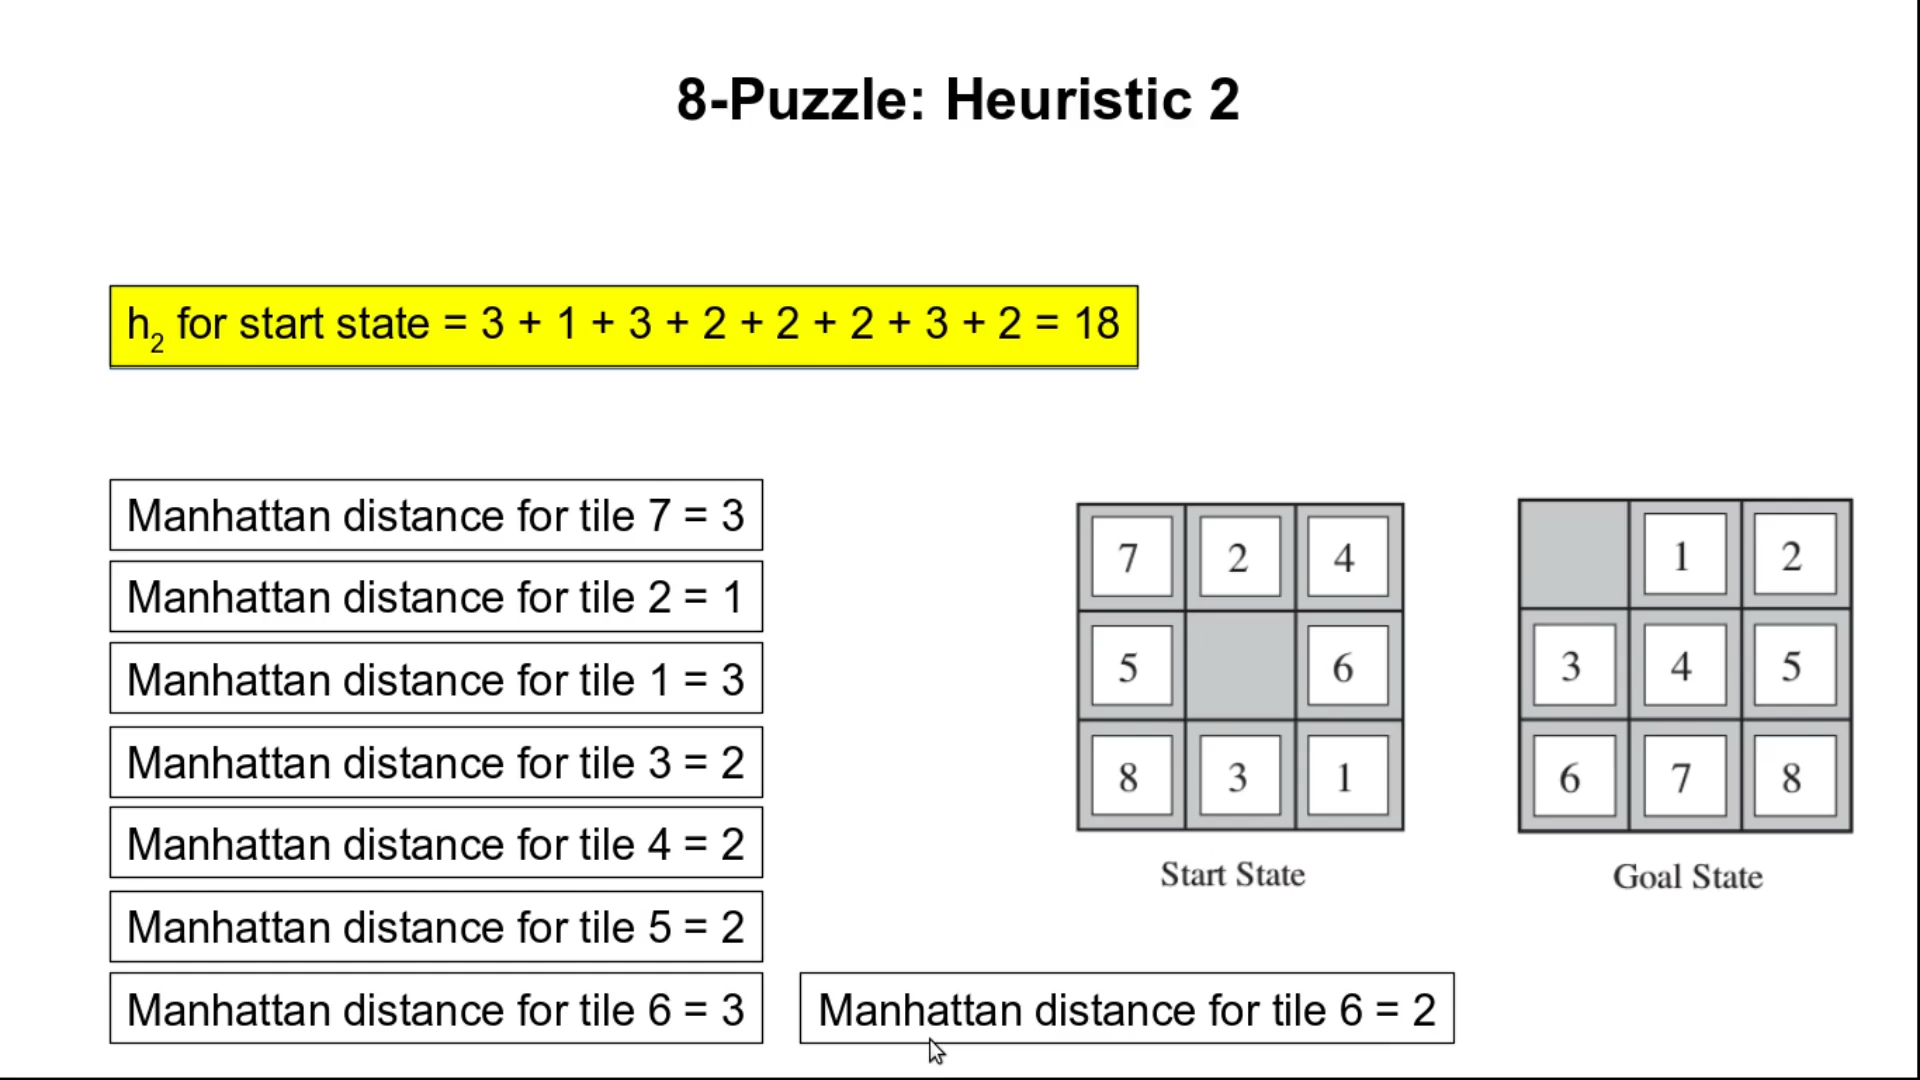 8-Puzzle: Heuristic 2
h2 for start state = 3 + 1 + 3 + 2 + 2 + 2 + 3 + 2 = 18
Manhattan distance for tile 7 = 3
Manhattan distance for tile 2 = 1
Manhattan distance for tile 1 = 3
Manhattan distance for tile 3 = 2
Manhattan distance for tile 4 = 2
Manhattan distance for tile 5 = 2
Manhattan distance for tile 6 = 3
Manhattan distance for tile 6 = 2
7 2 4
5 6
8 3 1
Start State
1 2
3 4 5
6 7 8
Goal State